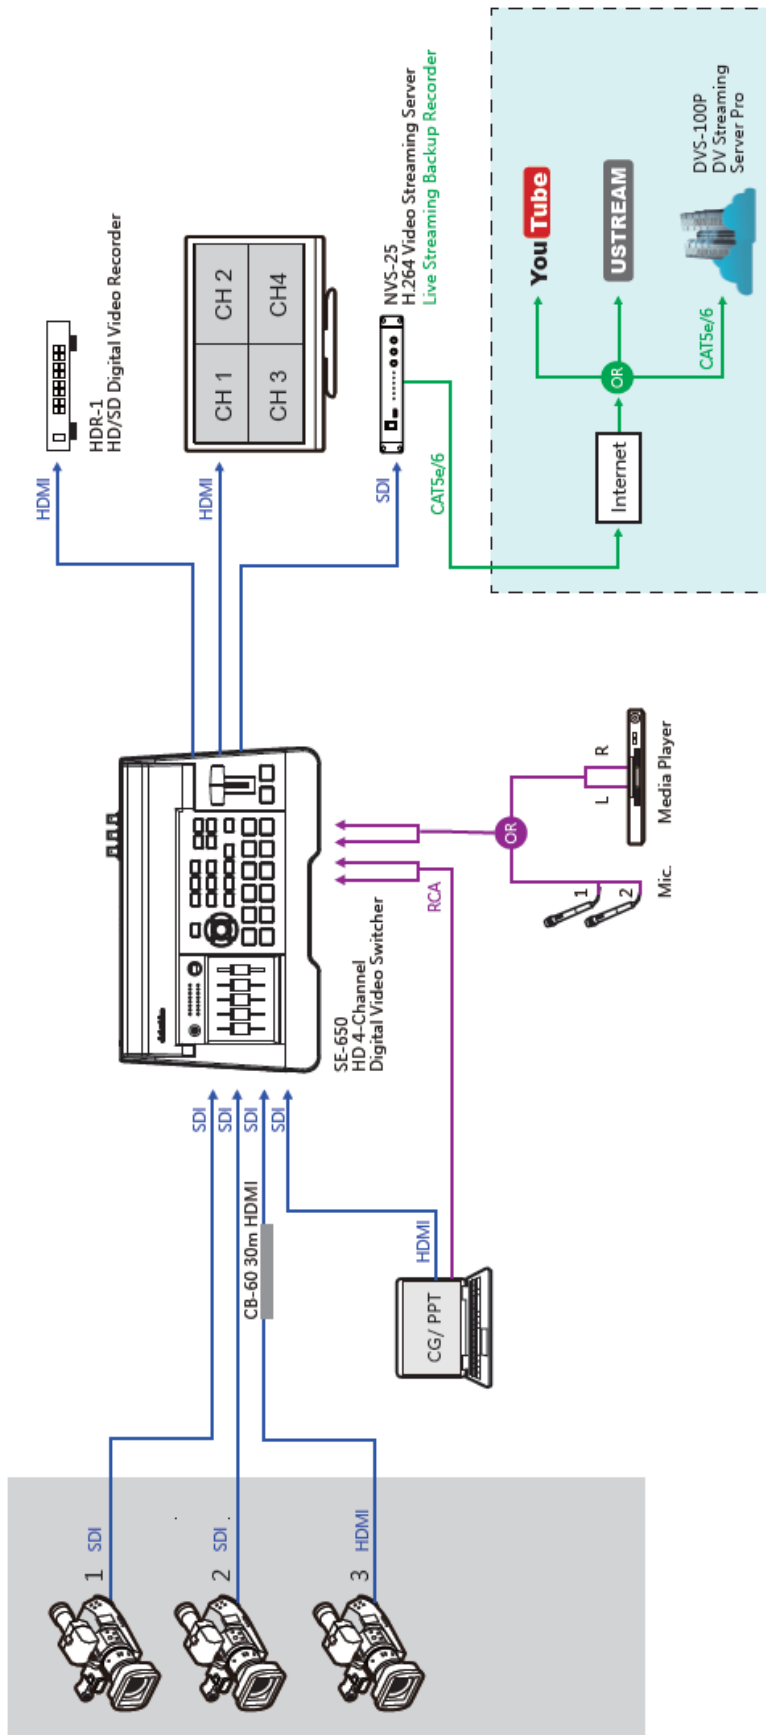 1
SDI
2
SDI
3
HDMI
CB-60 30m HDMI
SDI
SDI
SDI
SDI
CG/ PPT
HDMI
SE-650
HD 4-Channel
Digital Video Switcher
RCA
OR
Mic.
1
2
L
R
Media Player
HDMI
HDR-1
HD/SD Digital Video Recorder
HDMI
CH 1
CH 2
CH 3
CH4
SDI
NVS-25
H.264 Video Streaming Server
Live Streaming Backup Recorder
CAT5e/6
Internet
OR
YouTube
USTREAM
CAT5e/6
DVS-100P
DV Streaming
Server Pro